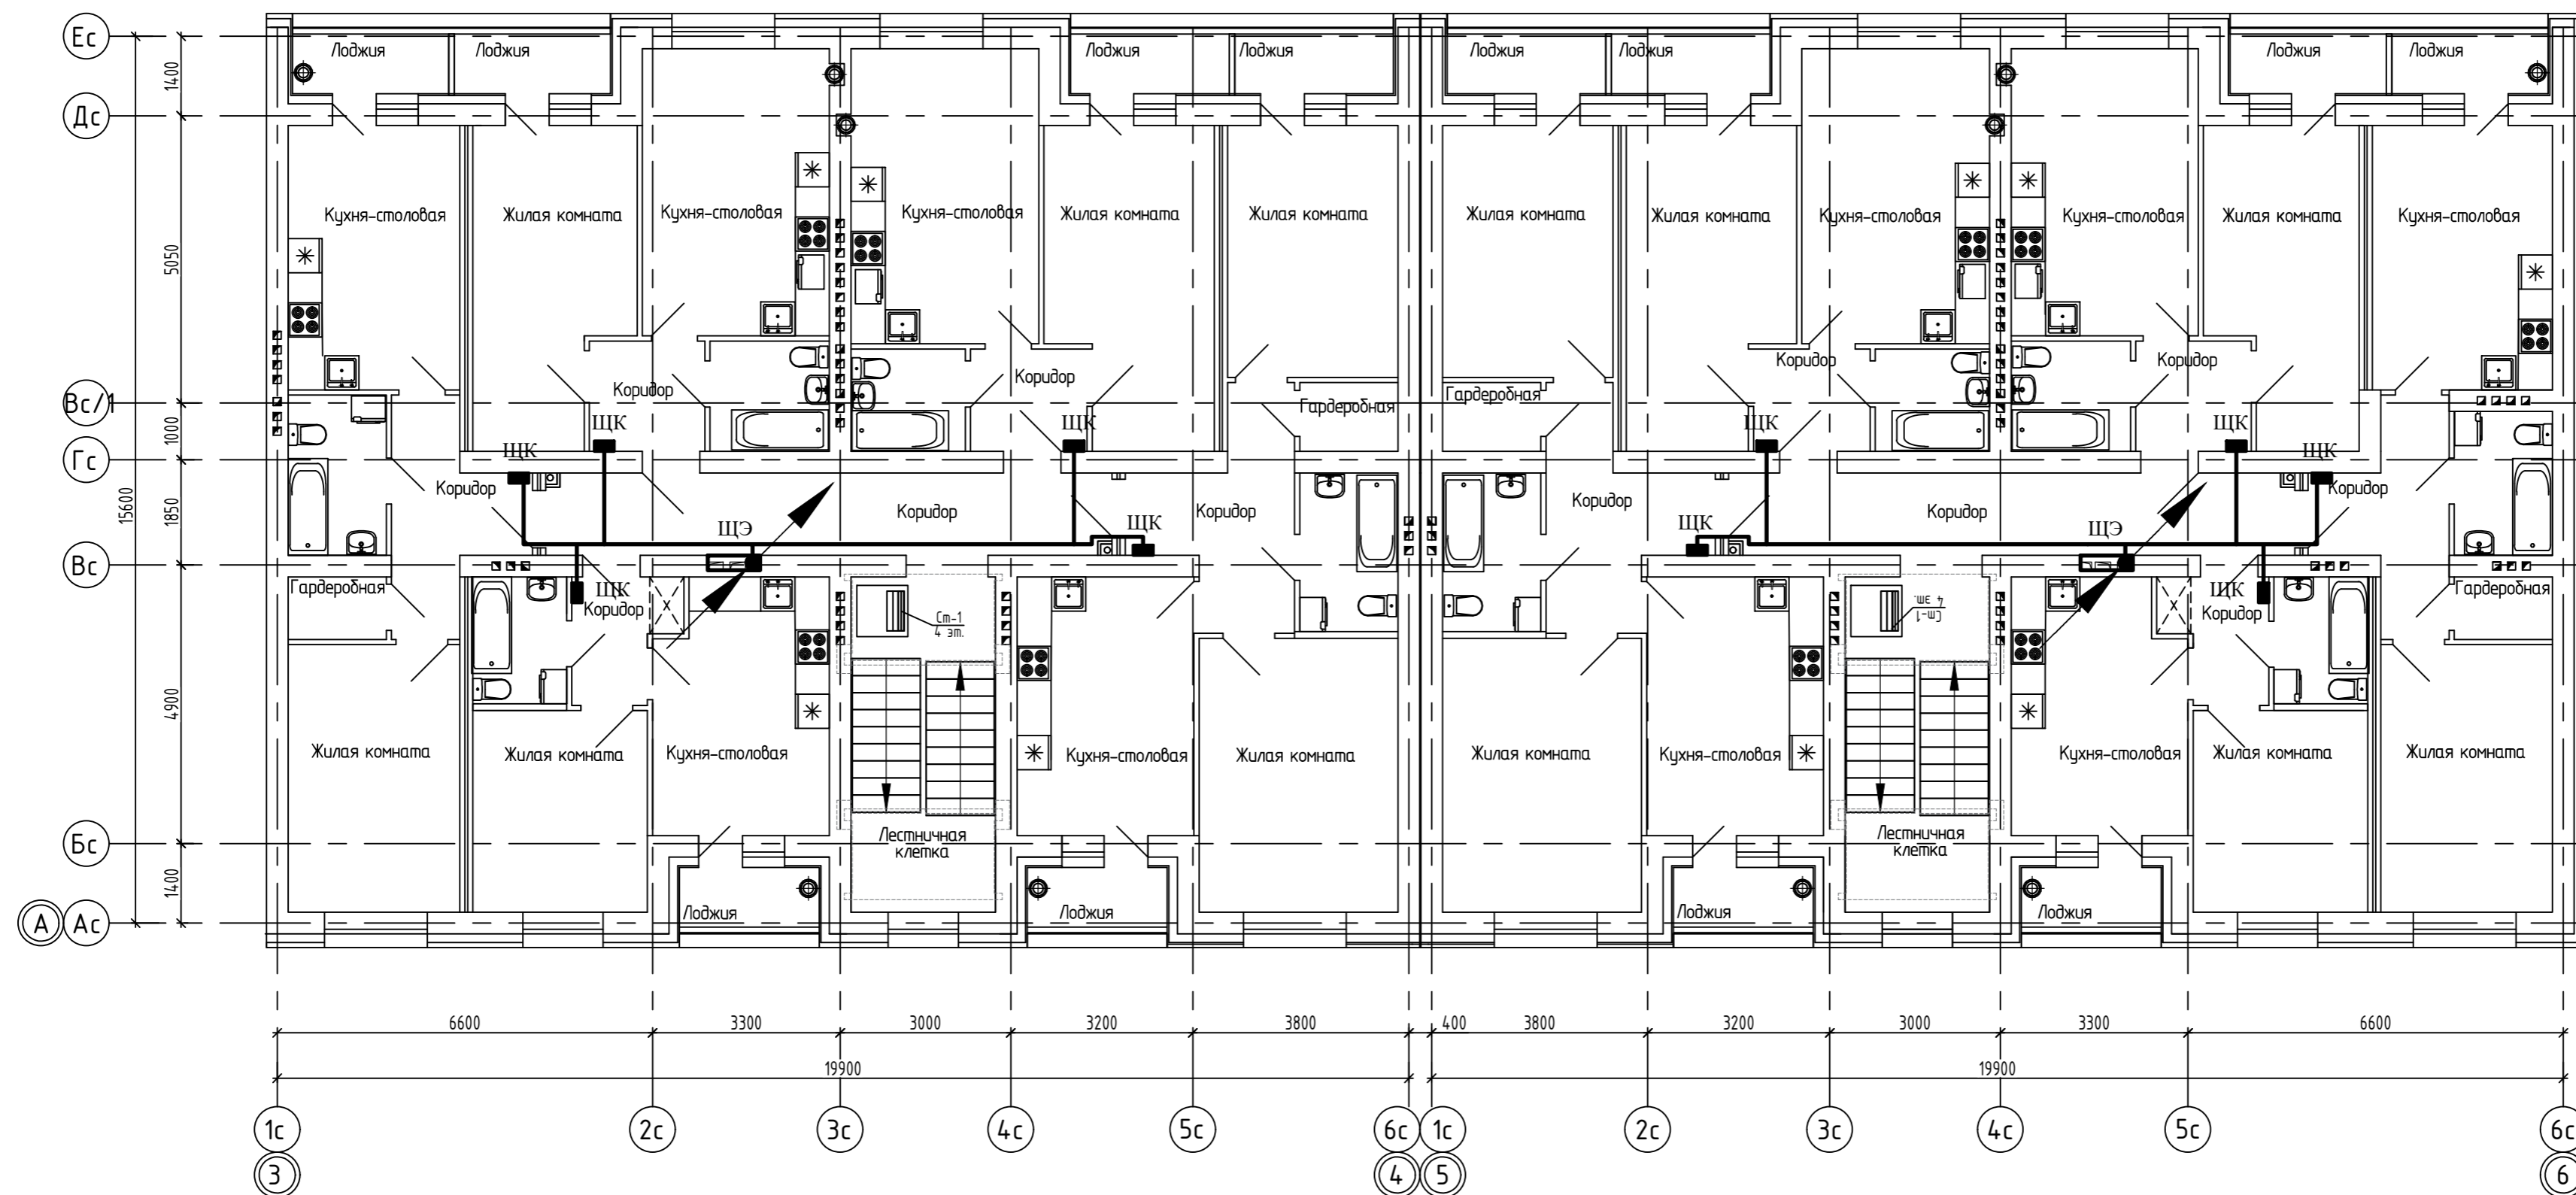 Ес
Лоджия
Лоджия
Лоджия
Лоджия
Лоджия
Лоджия
Лоджия
Лоджия
1400
Дс
Кухня-столовая
Жилая комната
Кухня-столовая
Кухня-столовая
Жилая комната
Жилая комната
Жилая комната
Жилая комната
Кухня-столовая
Кухня-столовая
Жилая комната
Кухня-столовая
5050
Коридор
Коридор
Коридор
Коридор
Вс/1
Гардеробная
Гардеробная
1000
ЩК
ЩК
ЩК
ЩК
Гс
ЩК
ЩК
Коридор
Коридор
Коридор
Коридор
Коридор
Коридор
15600
1850
ЩЭ
ЩК
ЩК
ЩЭ
Вс
Гардеробная
ЩК
Коридор
ЩК
Коридор
Гардеробная
Ст-1
4 эт.
Ст-1
4 эт.
4900
Жилая комната
Жилая комната
Кухня-столовая
Кухня-столовая
Жилая комната
Жилая комната
Кухня-столовая
Кухня-столовая
Жилая комната
Жилая комната
Бс
Лестничная
клетка
Лестничная
клетка
1400
А
Ас
Лоджия
Лоджия
Лоджия
Лоджия
6600
3300
3000
3200
3800
400
3800
3200
3000
3300
6600
19900
19900
1с
2с
3с
4с
5с
6с
1с
2с
3с
4с
5с
6с
3
4
5
6